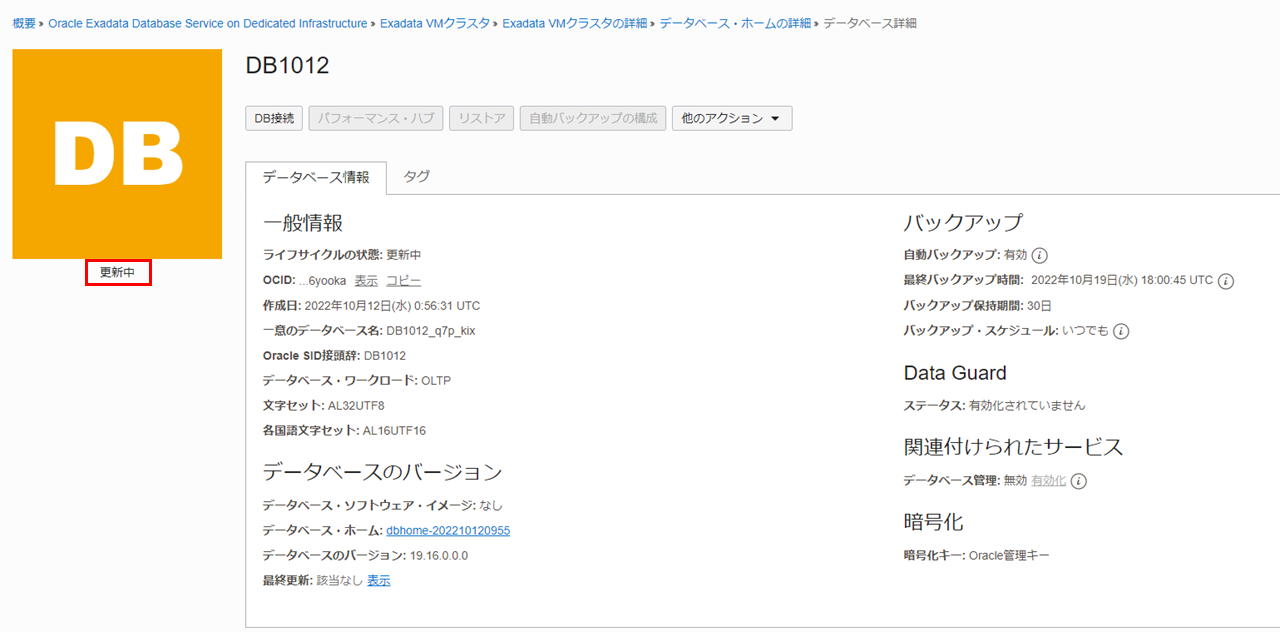 概要 » Oracle Exadata Database Service on Dedicated Infrastructure » Exadata VMクラスタ » Exadata VMクラスタの詳細 » データベース・ホームの詳細 » データベース詳細
DB
更新中
DB1012
DB接続 パフォーマンス・ハブ リストア 自動バックアップの構成 他のアクション
データベース情報 タグ
一般情報
ライフサイクルの状態: 更新中
OCID: ...6yooka 表示 コピー
作成日: 2022年10月12日(水) 0:56:31 UTC
一意のデータベース名: DB1012_q7p_kix
Oracle SID接頭辞: DB1012
データベース・ワークロード: OLTP
文字セット: AL32UTF8
各国語文字セット: AL16UTF16
データベースのバージョン
データベース・ソフトウェア・イメージ: なし
データベース・ホーム: dbhome-202210120955
データベースのバージョン: 19.16.0.0.0
最終更新: 該当なし 表示
バックアップ
自動バックアップ: 有効 i
最終バックアップ時間: 2022年10月19日(水) 18:00:45 UTC i
バックアップ保持期間: 30日
バックアップ・スケジュール: いつでも i
Data Guard
ステータス: 有効化されていません
関連付けられたサービス
データベース管理: 無効 有効化 i
暗号化
暗号化キー: Oracle管理キー